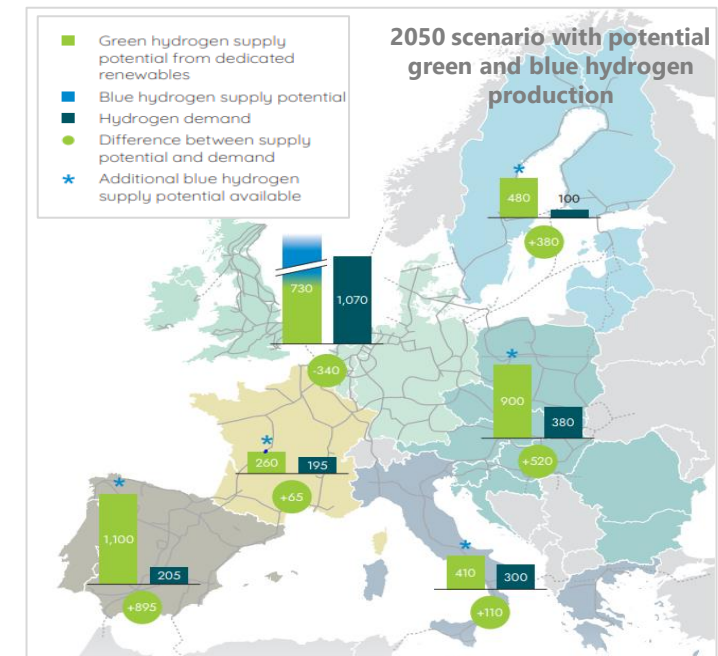 2050 scenario with potential
green and blue hydrogen
production
Green hydrogen supply
potential from dedicated
renewables
Blue hydrogen supply potential
Hydrogen demand
Difference between supply
potential and demand
* Additional blue hydrogen
supply potential available
*
480
100
+380
730
1,070
-340
*
900
380
+520
*
260
195
+65
*
1,100
205
+895
*
410
300
+110